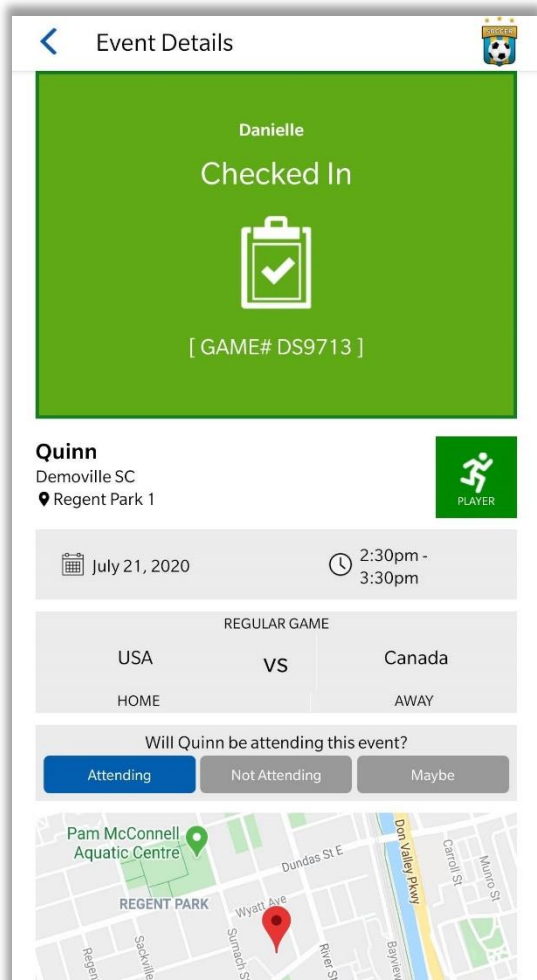 Event Details
SOCCER
Danielle
Checked In
[ GAME# DS9713 ]
Quinn
Demoville SC
Regent Park 1
PLAYER
July 21, 2020
2:30pm -
3:30pm
REGULAR GAME
USA
VS
Canada
HOME
AWAY
Will Quinn be attending this event?
Attending
Not Attending
Maybe
Pam McConnell
Aquatic Centre
Dundas St E
Don Valley Pkwy
Carroll St
Munro St
REGENT PARK
Wyatt Ave
Sumach S
River S
Sackville
Regen
Bayview